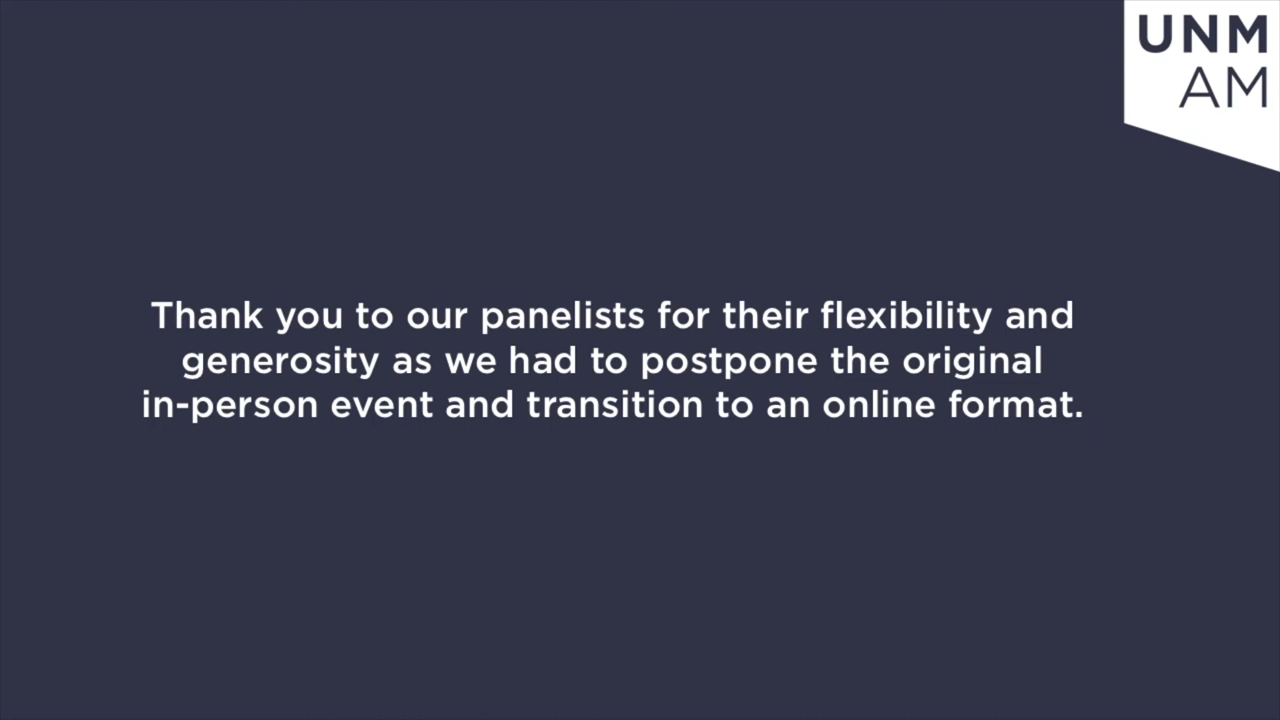 UNM
AM
Thank you to our panelists for their flexibility and
generosity as we had to postpone the original
in-person event and transition to an online format.